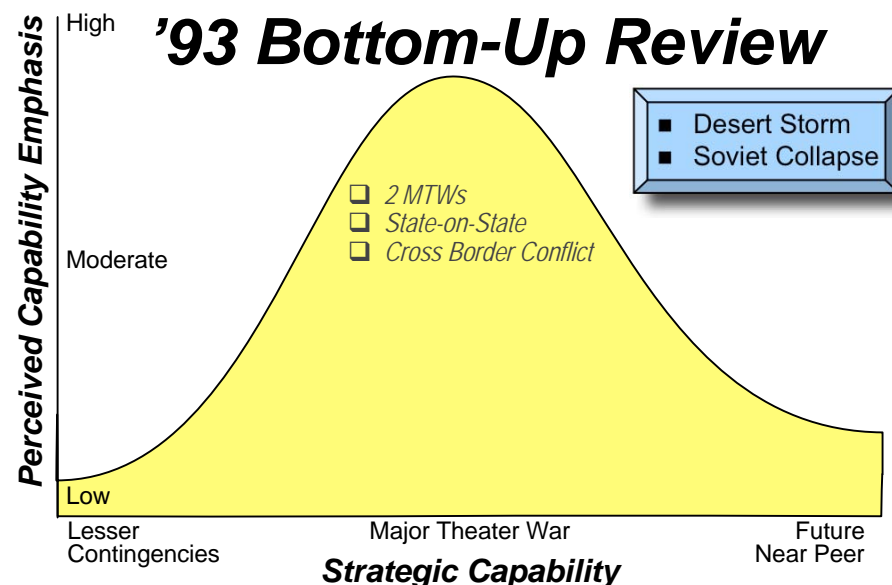 '93 Bottom-Up Review
High
Perceived Capability Emphasis
■ Desert Storm
■ Soviet Collapse
❑ 2 MTWs
❑ State-on-State
❑ Cross Border Conflict
Moderate
Low
Lesser
Contingencies
Major Theater War
Future
Near Peer
Strategic Capability